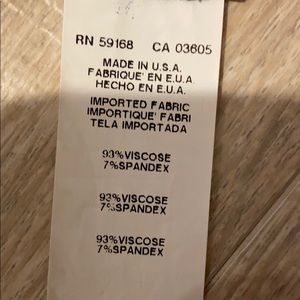 RN 59168 CA 03605
MADE IN U.S.A.
FABRIQUE' EN E.U.A.
HECHO EN E.U.A.
IMPORTED FABRIC
IMPORTIQUE' FABRI
TELA IMPORTADA
93%VISCOSE
7%SPANDEX
93%VISCOSE
7%SPANDEX
93%VISCOSE
7%SPANDEX